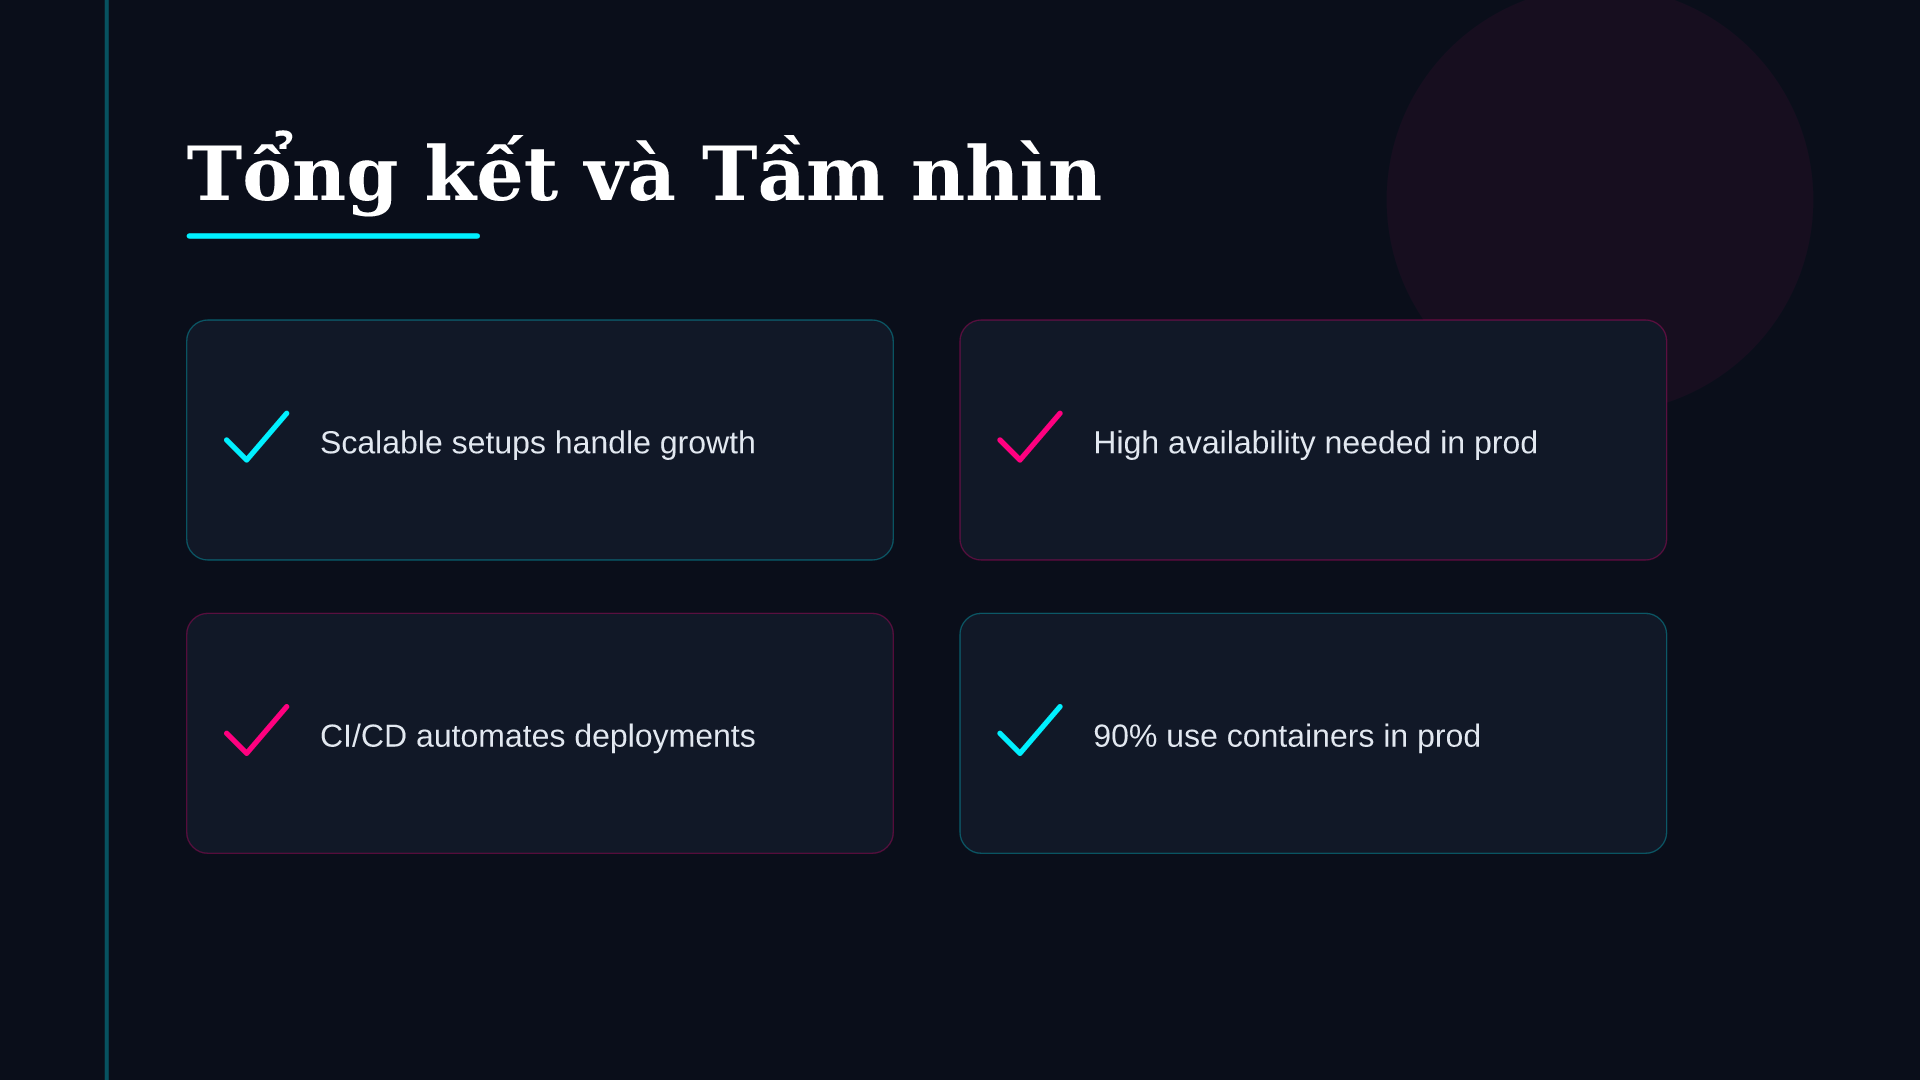 Tổng kết và Tầm nhìn
Scalable setups handle growth
High availability needed in prod
CI/CD automates deployments
90% use containers in prod